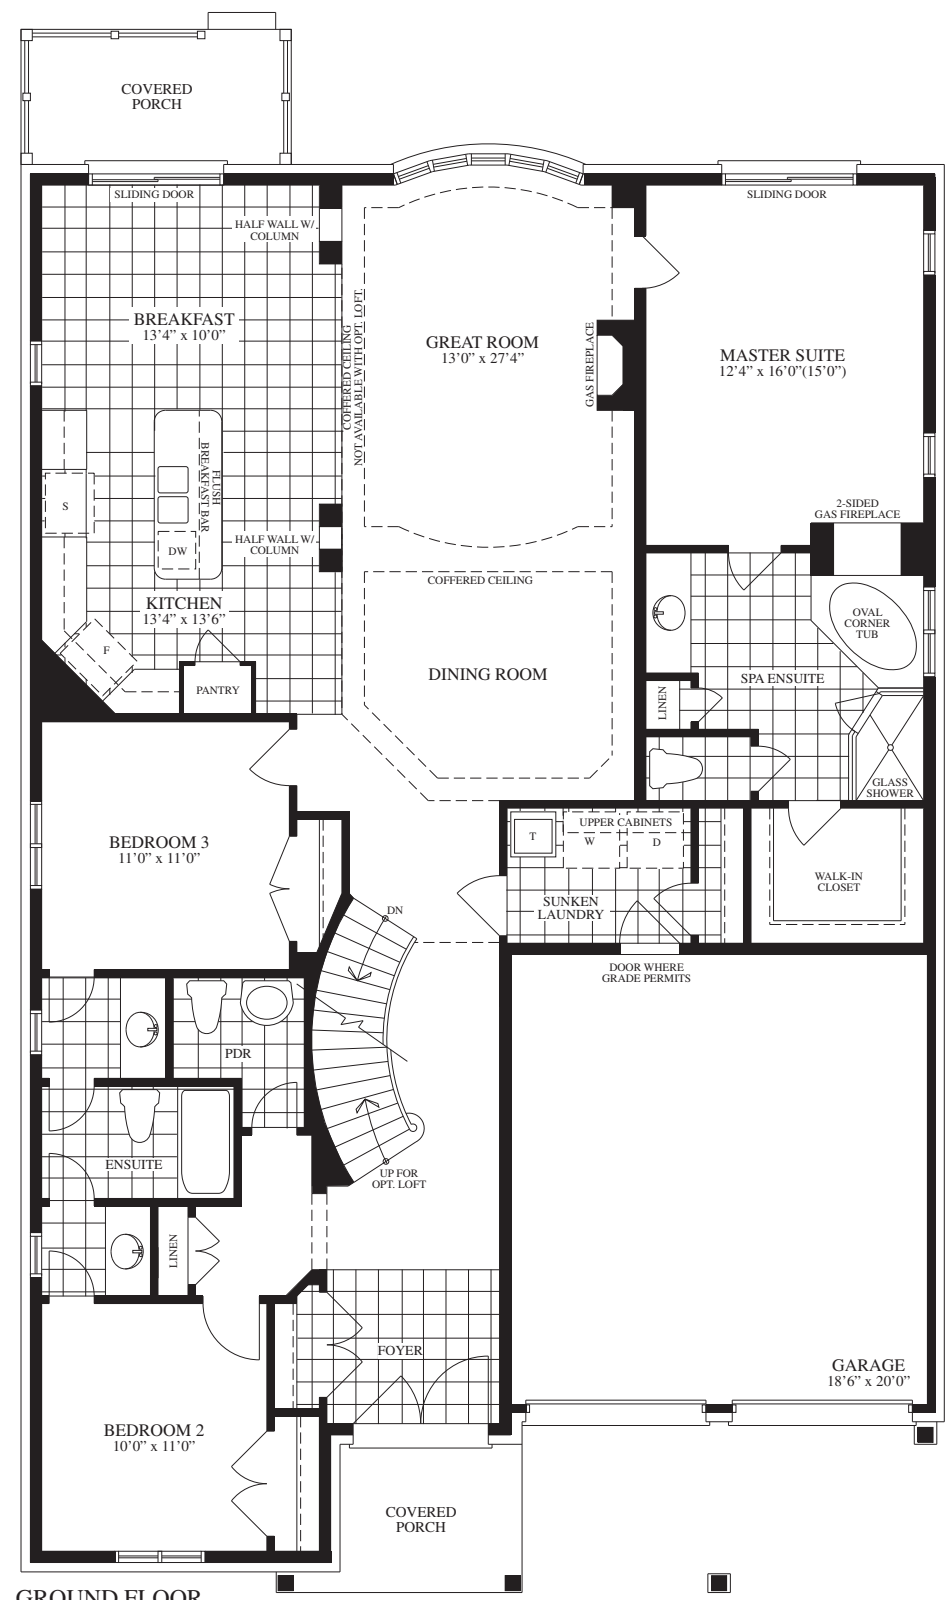 COVERED
PORCH
SLIDING DOOR
SLIDING DOOR
HALF WALL W/
COLUMN
BREAKFAST
13'4” x 10'0”
COFFERED CEILING
NOT AVAILABLE WITH OPT. LOFT.
GREAT ROOM
13'0” x 27'4”
GAS FIREPLACE
MASTER SUITE
12'4” x 16'0”(15'0”)
FLUSH
BREAKFAST BAR
S
DW
HALF WALL W/
COLUMN
2-SIDED
GAS FIREPLACE
COFFERED CEILING
KITCHEN
13'4” x 13'6”
OVAL
CORNER
TUB
F
PANTRY
DINING ROOM
SPA ENSUITE
LINEN
GLASS
SHOWER
BEDROOM 3
11'0” x 11'0”
UPPER CABINETS
T
W
D
WALK-IN
CLOSET
SUNKEN
LAUNDRY
DN
DOOR WHERE
GRADE PERMITS
PDR
ENSUITE
UP FOR
OPT. LOFT
LINEN
FOYER
GARAGE
18'6” x 20'0”
BEDROOM 2
10'0” x 11'0”
COVERED
PORCH
GROUND FLOOR